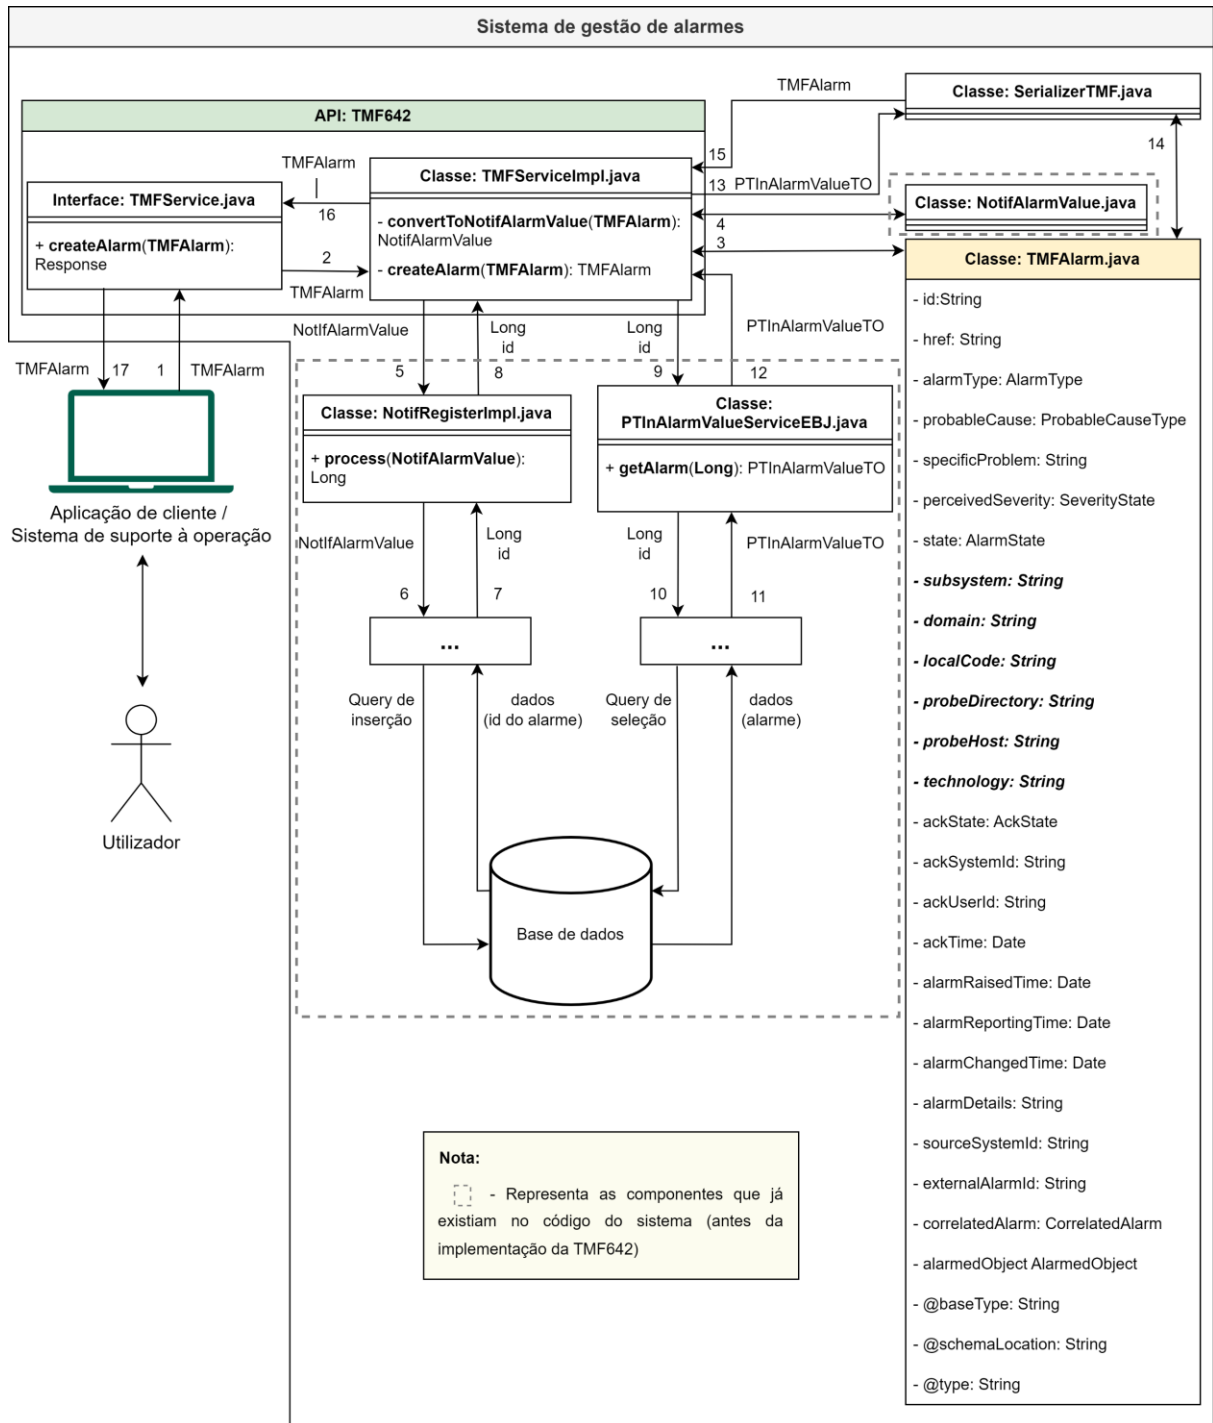 Sistema de gestão de alarmes
API: TMF642
Interface: TMFService.java
+ createAlarm(TMFAlarm):
Response
TMFAlarm
16
2
TMFAlarm
Classe: TMFServiceImpl.java
- convertToNotifAlarmValue(TMFAlarm):
NotifAlarmValue
- createAlarm(TMFAlarm): TMFAlarm
TMFAlarm
15
13
PTInAlarmValueTO
4
3
14
Classe: SerializerTMF.java
Classe: NotifAlarmValue.java
Classe: TMFAlarm.java
- id:String
- href: String
- alarmType: AlarmType
- probableCause: ProbableCauseType
- specificProblem: String
- perceivedSeverity: SeverityState
- state: AlarmState
- subsystem: String
- domain: String
- localCode: String
- probeDirectory: String
- probeHost: String
- technology: String
- ackState: AckState
- ackSystemId: String
- ackUserId: String
- ackTime: Date
- alarmRaisedTime: Date
- alarmReportingTime: Date
- alarmChangedTime: Date
- alarmDetails: String
- sourceSystemId: String
- externalAlarmId: String
- correlatedAlarm: CorrelatedAlarm
- alarmedObject AlarmedObject
- @baseType: String
- @schemaLocation: String
- @type: String
TMFAlarm
17
1
TMFAlarm
Aplicação de cliente /
Sistema de suporte à operação
Utilizador
NotIfAlarmValue
5
Long
id
8
Long
id
9
PTInAlarmValueTO
12
Classe: NotifRegisterImpl.java
+ process(NotifAlarmValue):
Long
Classe:
PTInAlarmValueServiceEBJ.java
+ getAlarm(Long): PTInAlarmValueTO
NotIfAlarmValue
6
Long
id
7
Long
id
10
PTInAlarmValueTO
11
...
...
Query de
inserção
dados
(id do alarme)
Query de
seleção
dados
(alarme)
Base de dados
Nota:
- Representa as componentes que já
existiam no código do sistema (antes da
implementação da TMF642)